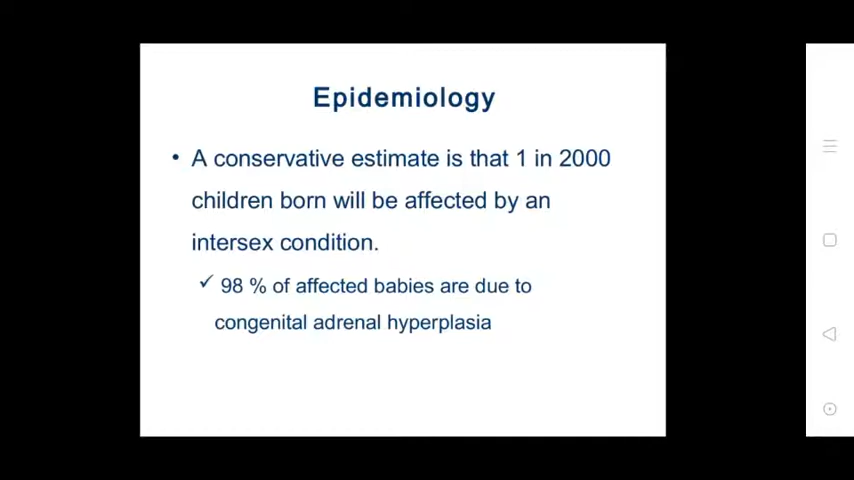 Epidemiology
• A conservative estimate is that 1 in 2000
children born will be affected by an
intersex condition.
✓ 98 % of affected babies are due to
congenital adrenal hyperplasia